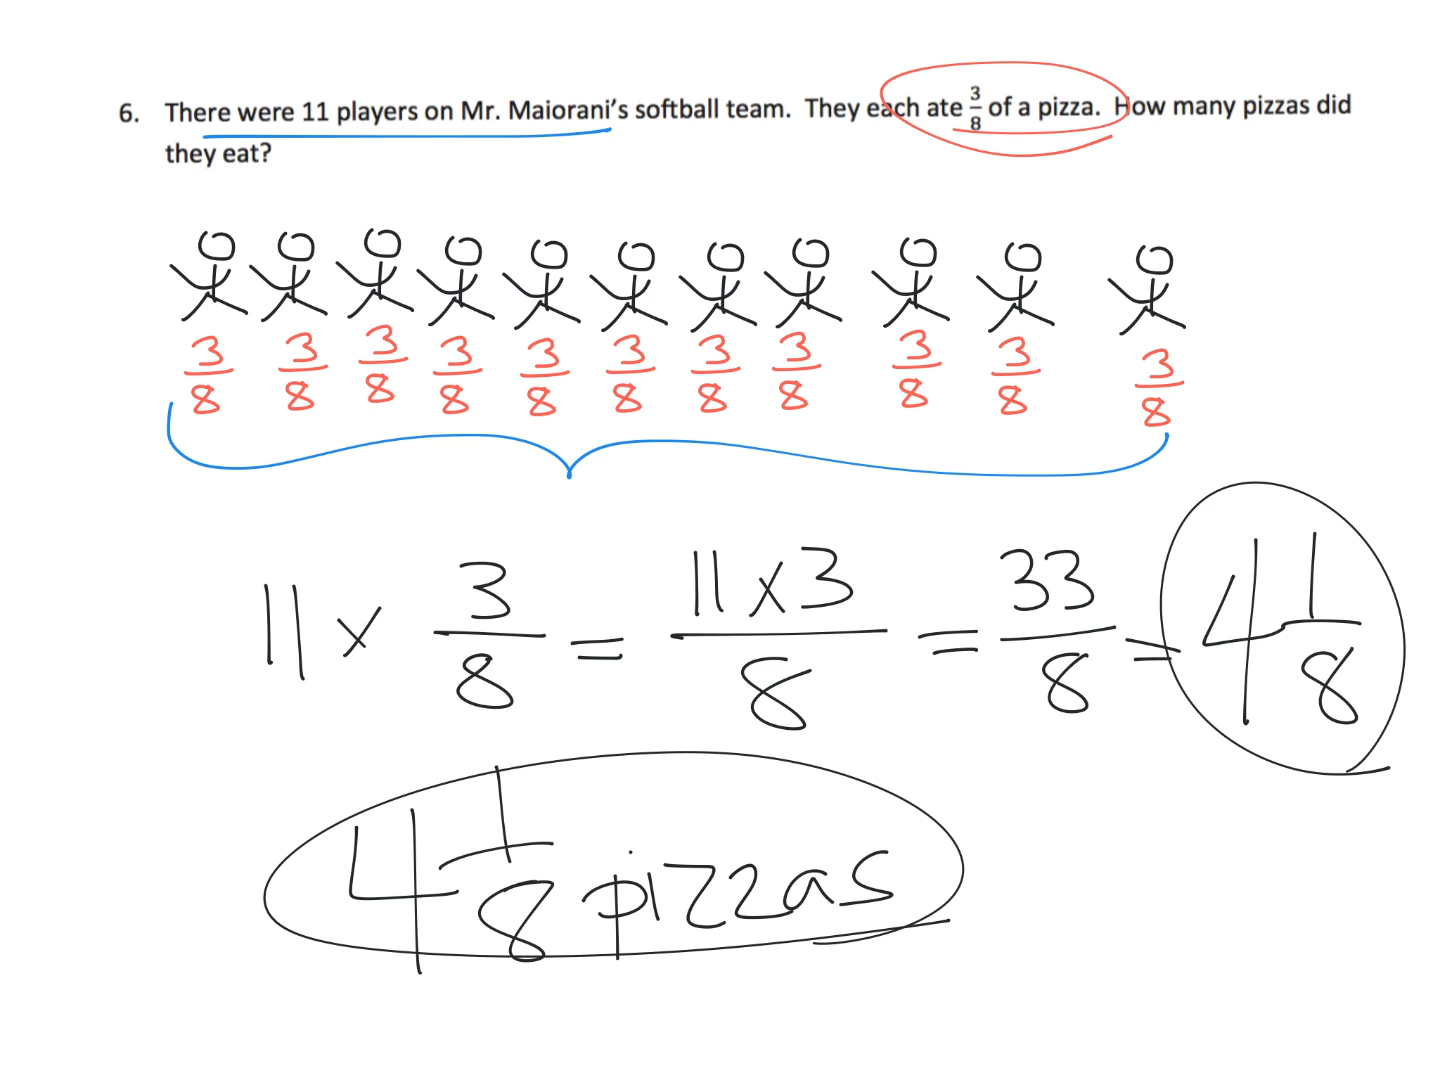 6. There were 11 players on Mr. Maiorani's softball team. They each ate 3/8 of a pizza. How many pizzas did
they eat?
3/8 3/8 3/8 3/8 3/8 3/8 3/8 3/8 3/8 3/8 3/8
11 x 3/8 = 11 x 3/8 = 33/8 = 4 1/8
4 1/8 pizzas